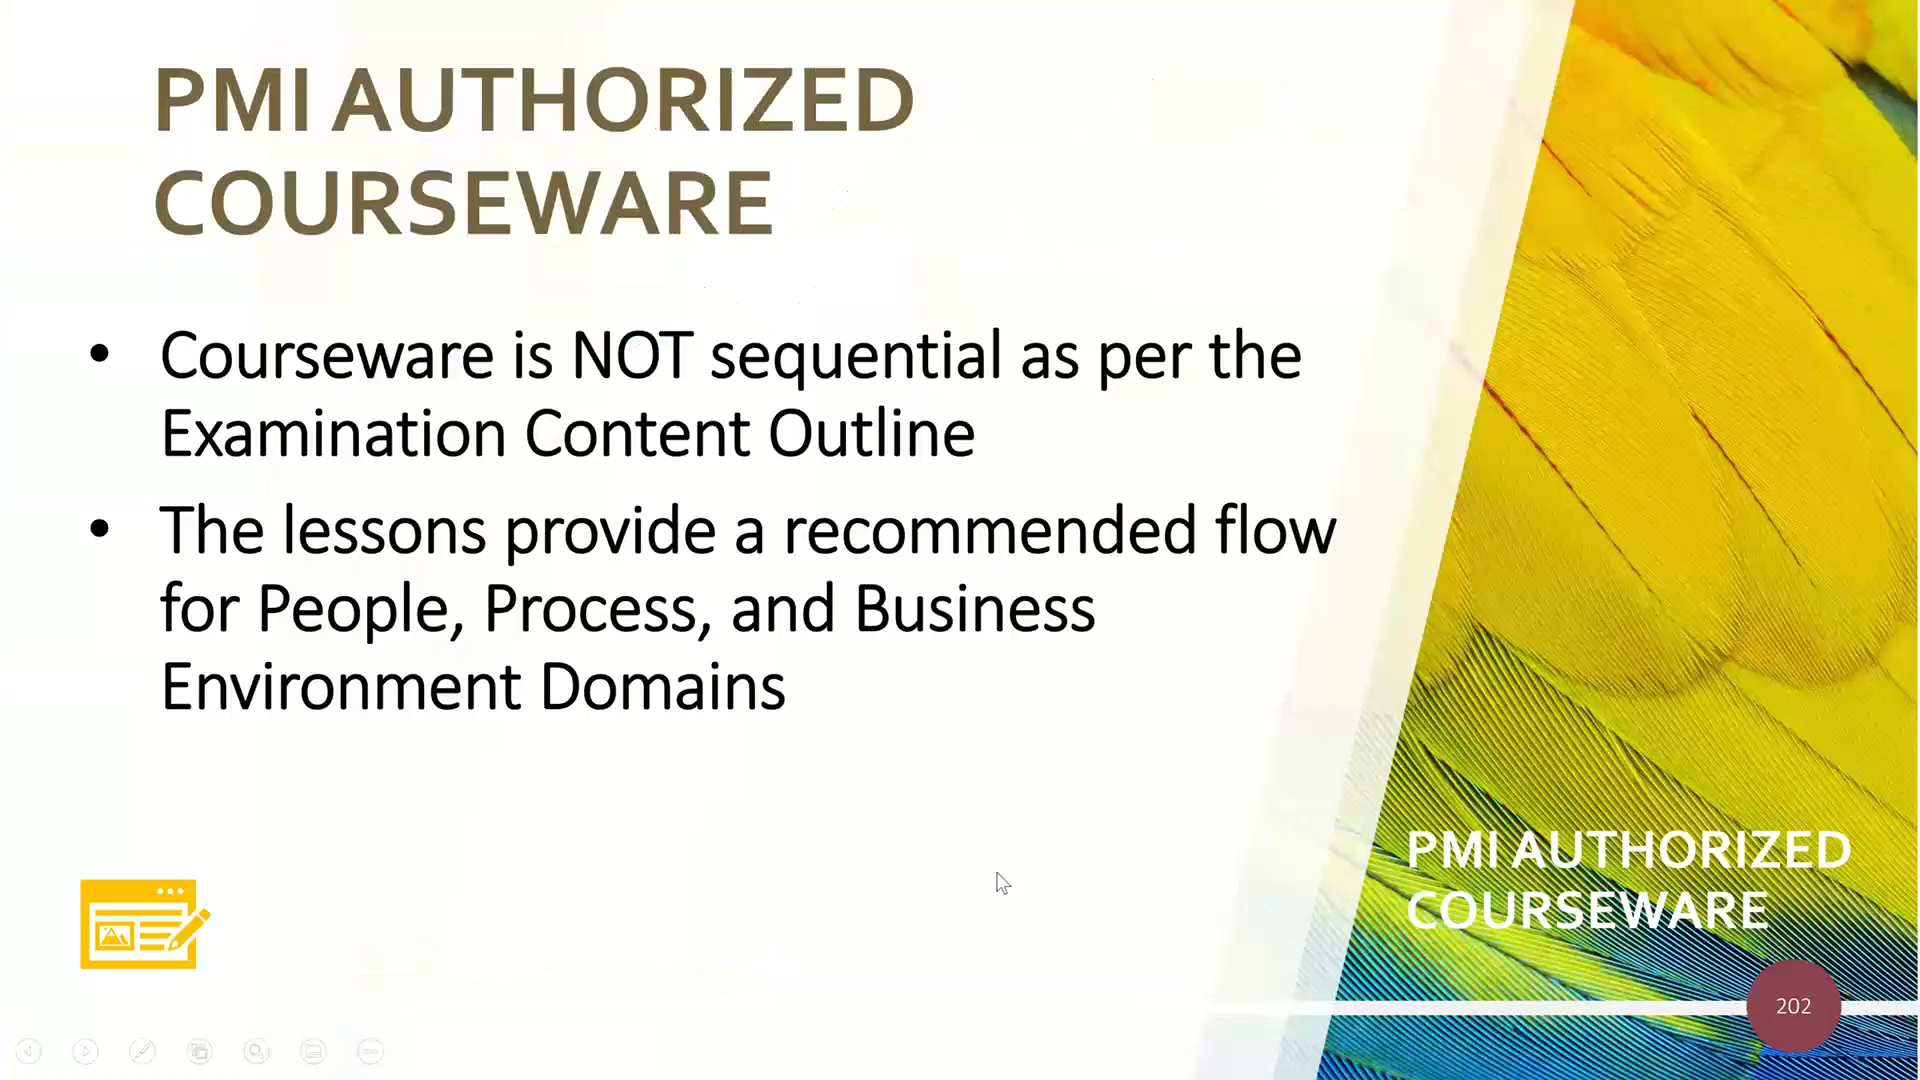 PMI AUTHORIZED
COURSEWARE
• Courseware is NOT sequential as per the
Examination Content Outline
• The lessons provide a recommended flow
for People, Process, and Business
Environment Domains
PMI AUTHORIZED
COURSEWARE
202